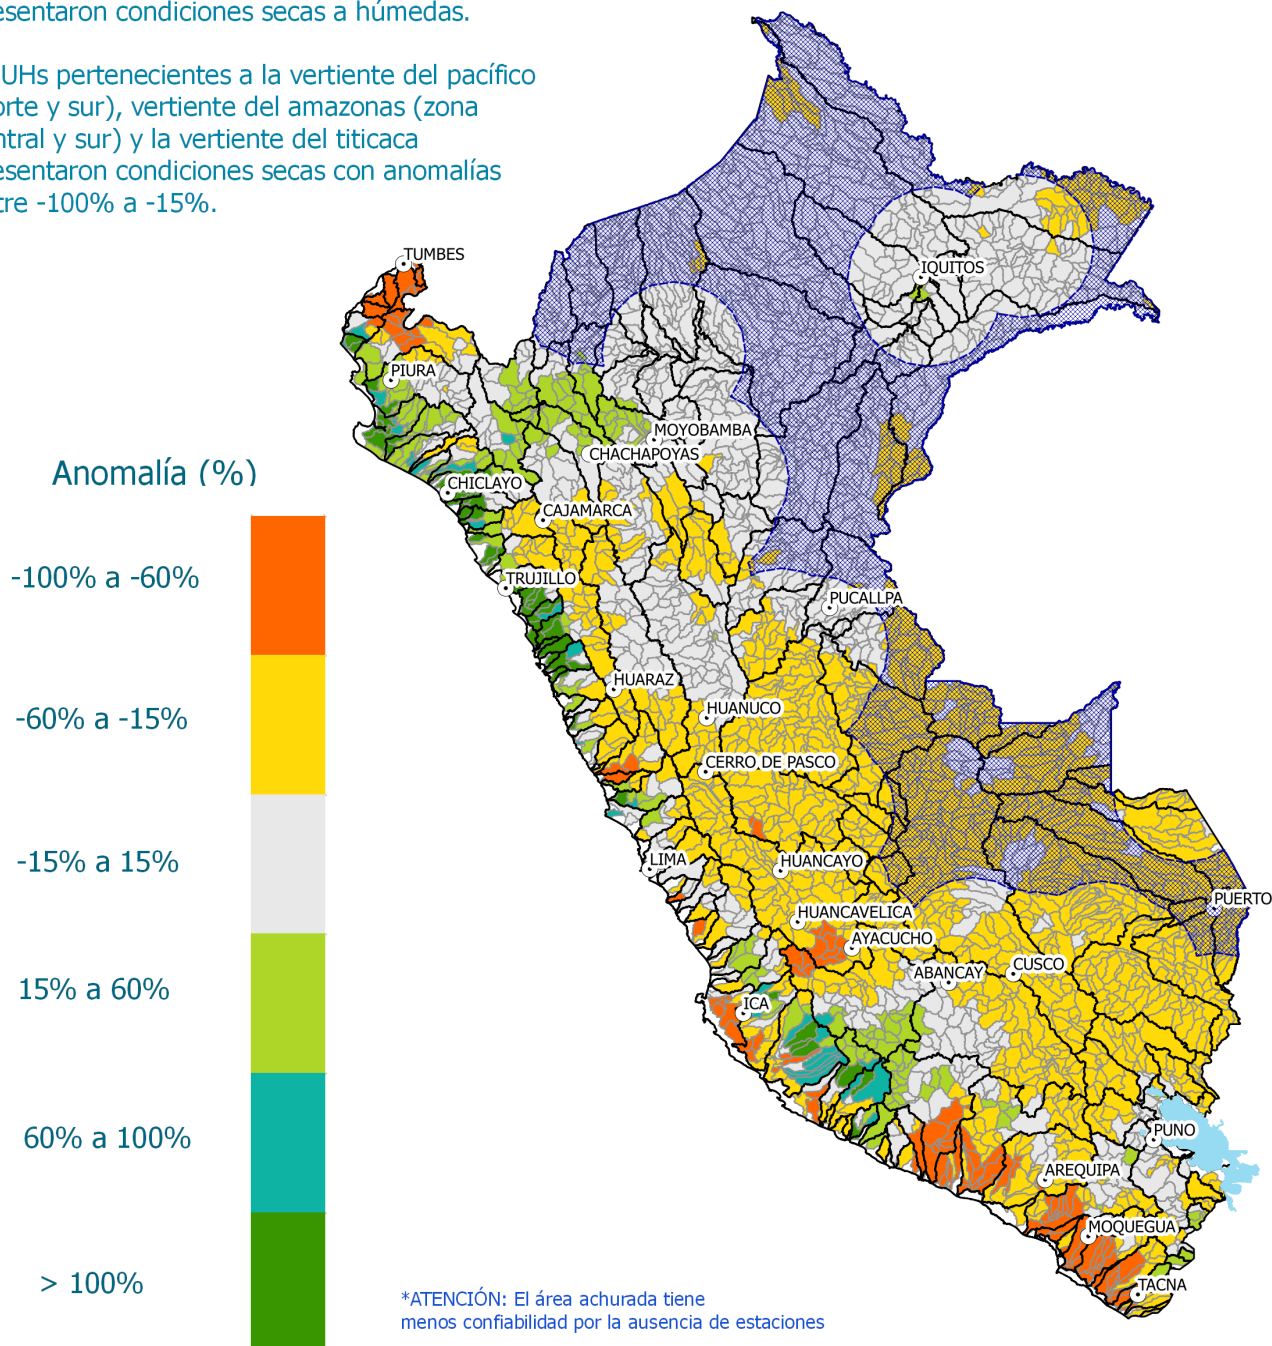 esentaron condiciones secas a húmedas.
UHs pertenecientes a la vertiente del pacífico
orte y sur), vertiente del amazonas (zona
ntral y sur) y la vertiente del titicaca
esentaron condiciones secas con anomalías
tre -100% a -15%.
TUMBES
IQUITOS
PIURA
MOYOBAMBA
CHACHAPOYAS
Anomalía (%)
CHICLAYO
CAJAMARCA
-100% a -60%
TRUJILLO
PUCALLPA
HUARAZ
-60% a -15%
HUANUCO
CERRO DE PASCO
-15% a 15%
LIMA
HUANCAYO
PUERTO
HUANCAVELICA
AYACUCHO
ABANCAY
CUSCO
15% a 60%
ICA
60% a 100%
PUNO
AREQUIPA
MOQUEGUA
> 100%
TACNA
*ATENCIÓN: El área achurada tiene
menos confiabilidad por la ausencia de estaciones